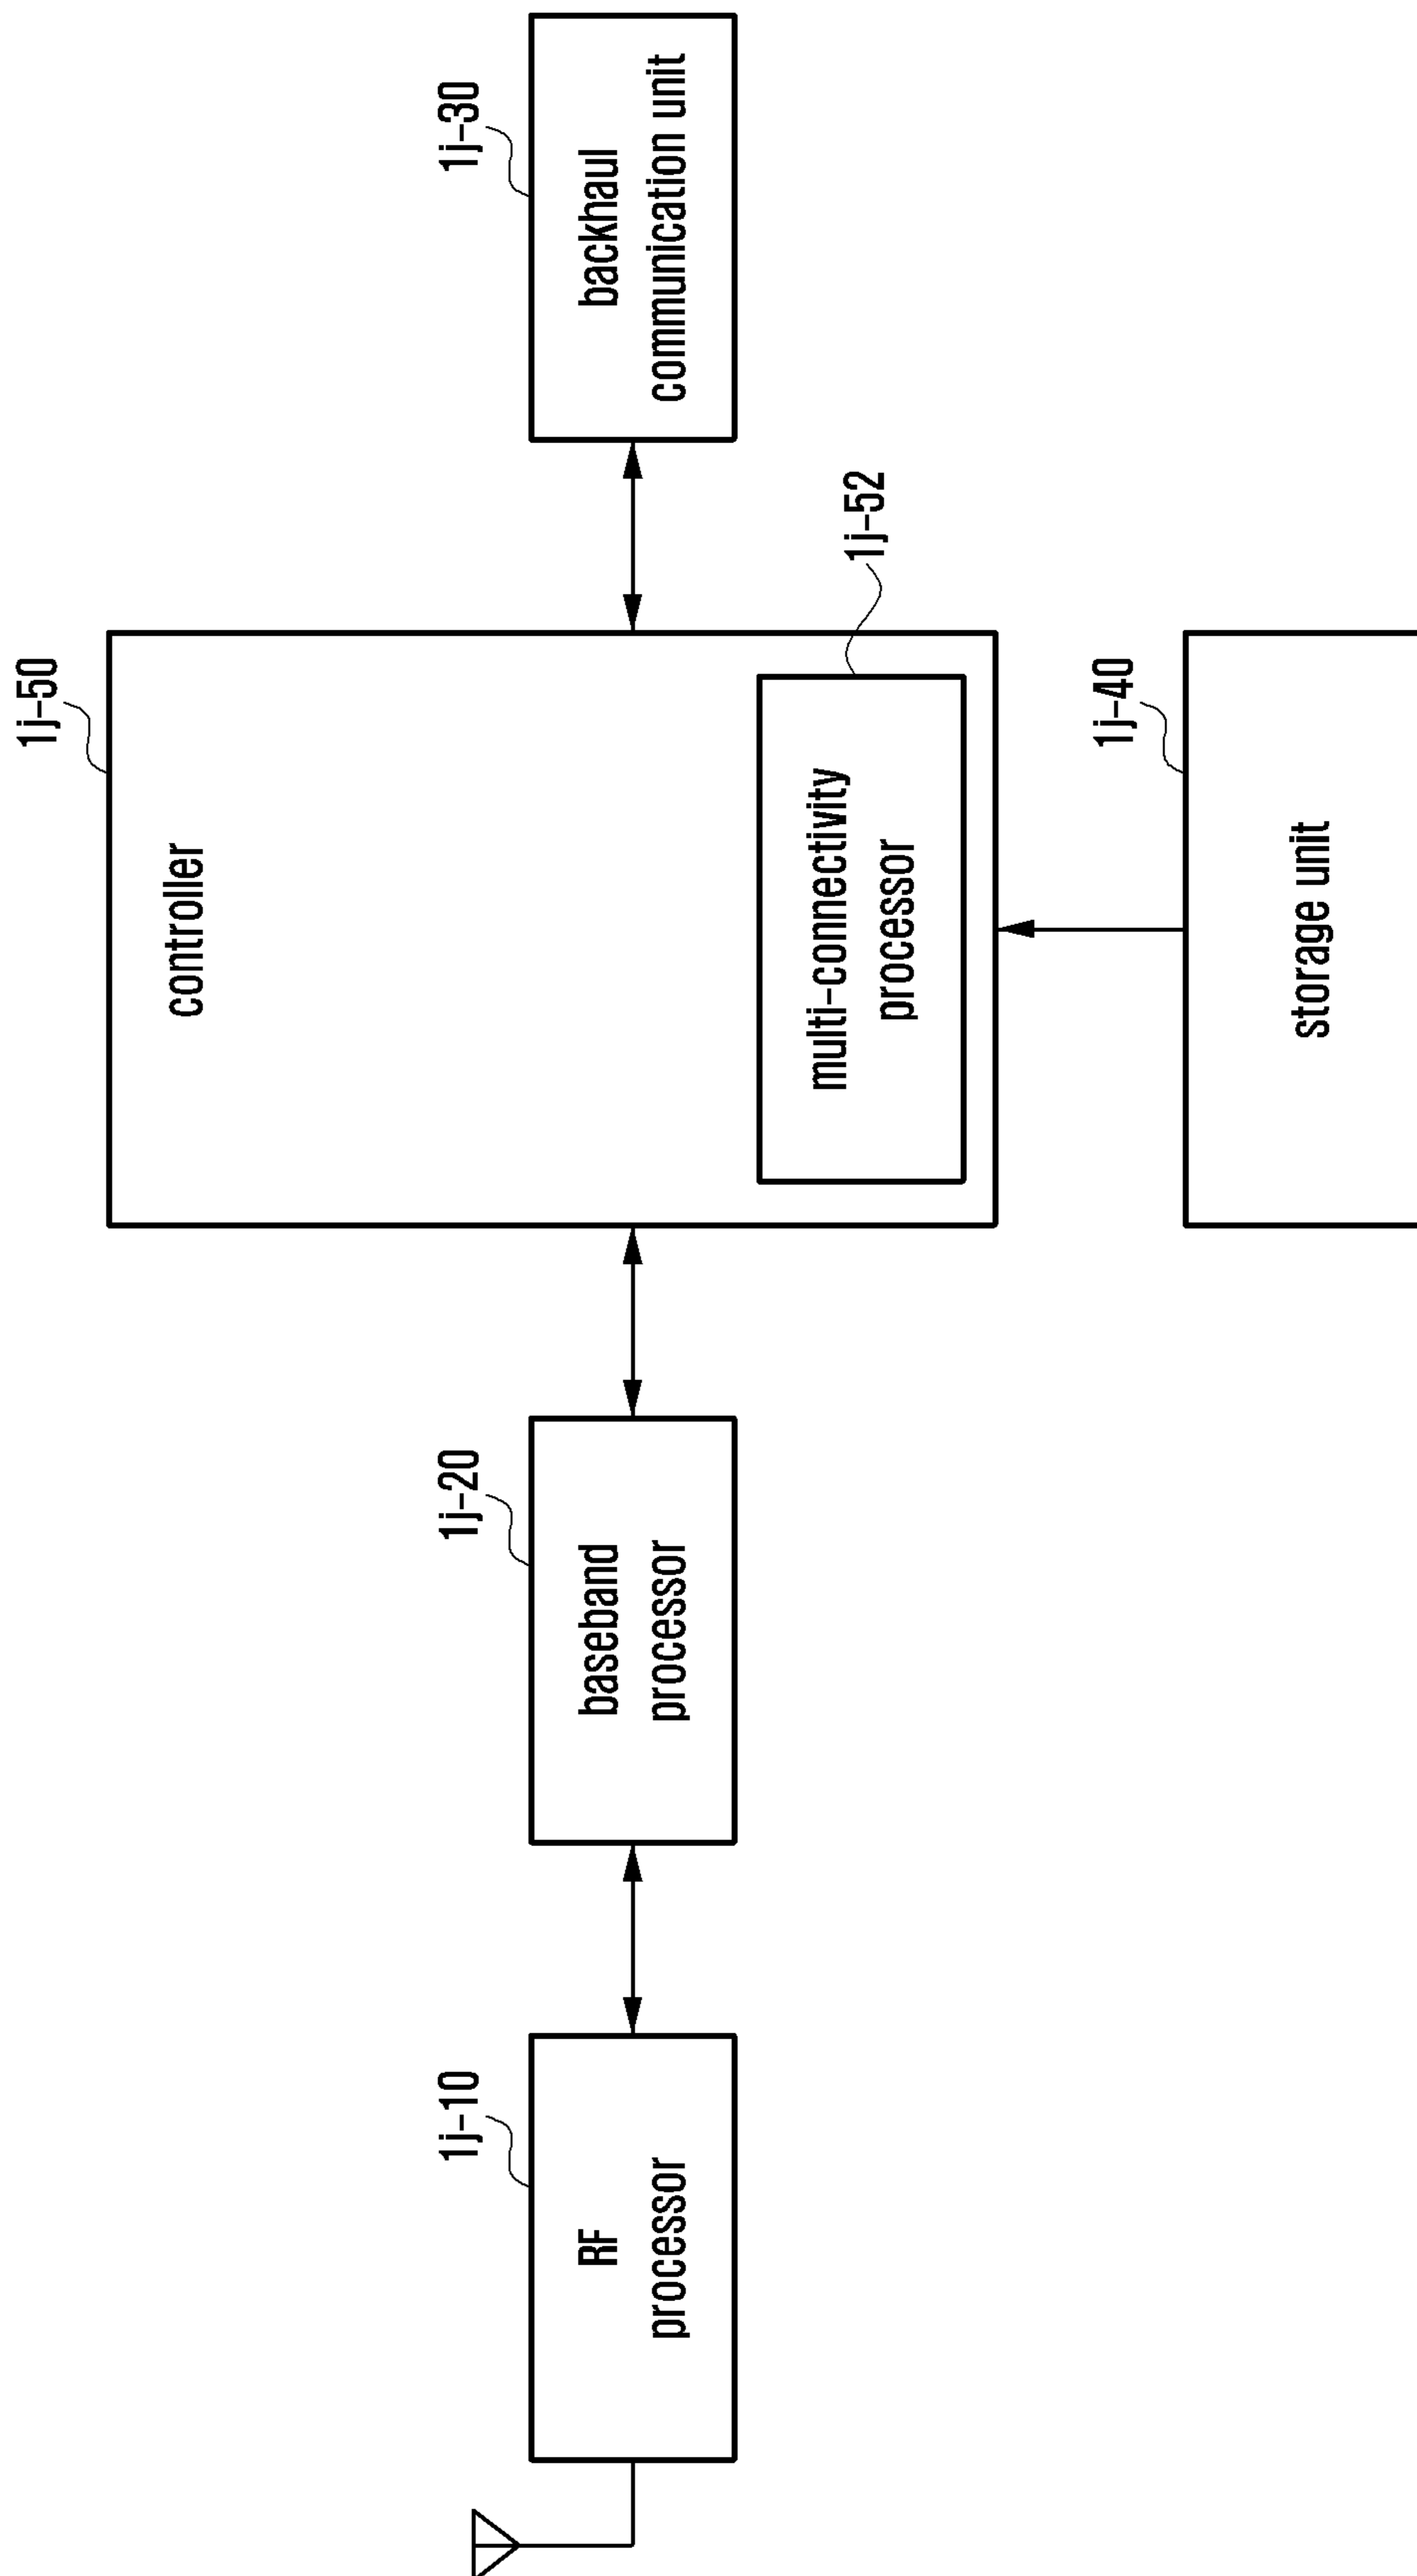 1j-50
controller
1j-10
RF
processor
1j-20
baseband
processor
1j-30
backhaul
communication unit
multi-connectivity
processor
1j-52
1j-40
storage unit